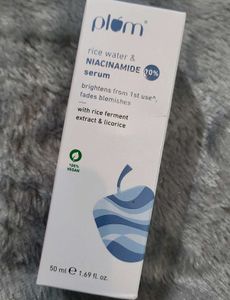 plum
rice water &
NIACINAMIDE 10%
serum
brightens from 1st use^,
fades blemishes
with rice ferment
extract & licorice
100%
VEGAN
50 ml ℮ 1.69 fl. oz.